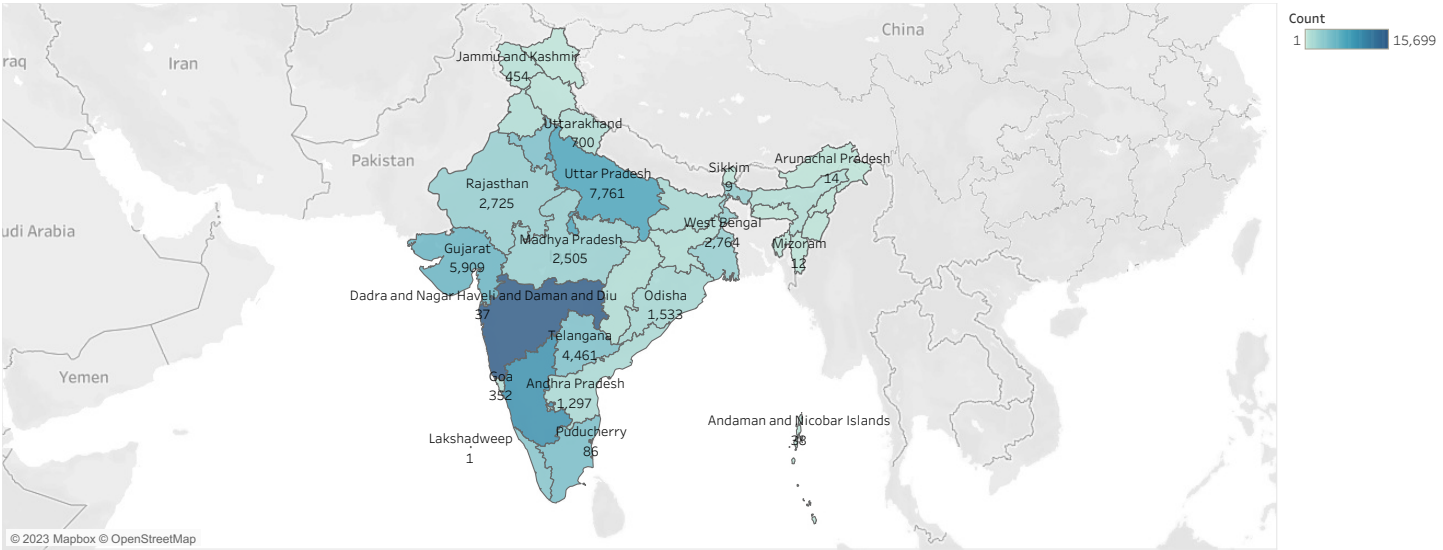 Count
1
15,699
China
raq
Iran
Jammu and Kashmir
454
Uttarakhand
700
Pakistan
Sikkim
9
Arunachal Pradesh
14
Uttar Pradesh
7,761
Rajasthan
2,725
udi Arabia
West Bengal
2,764
Madhya Pradesh
2,505
Gujarat
5,909
Mizoram
12
Dadra and Nagar Haveli and Daman and Diu
37
Odisha
1,533
Telangana
4,461
Yemen
Goa
352
Andhra Pradesh
1,297
Andaman and Nicobar Islands
38
Puducherry
86
Lakshadweep
1
© 2023 Mapbox © OpenStreetMap